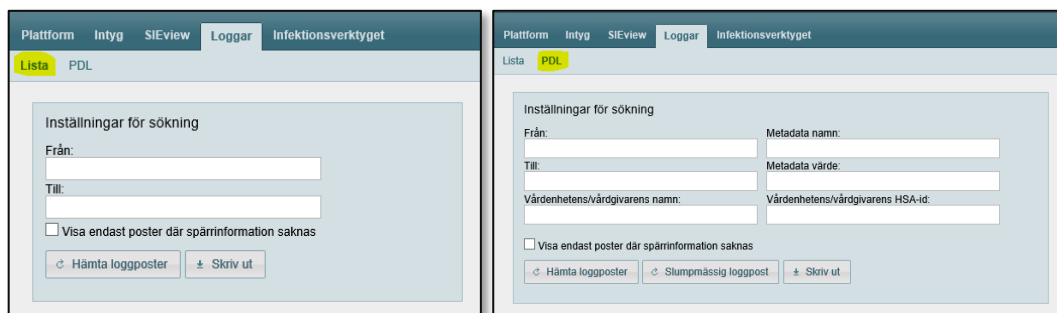 Plattform Intyg SIEview Loggar Infektionsverktyget
Lista PDL
Inställningar för sökning
Från:
Till:
Visa endast poster där spärrinformation saknas
Hämta loggposter Skriv ut
Plattform Intyg SIEview Loggar Infektionsverktyget
Lista PDL
Inställningar för sökning
Från: Metadata namn:
Till: Metadata värde:
Vårdenhetens/vårdgivarens namn: Vårdenhetens/vårdgivarens HSA-id:
Visa endast poster där spärrinformation saknas
Hämta loggposter Slumpmässig loggpost Skriv ut